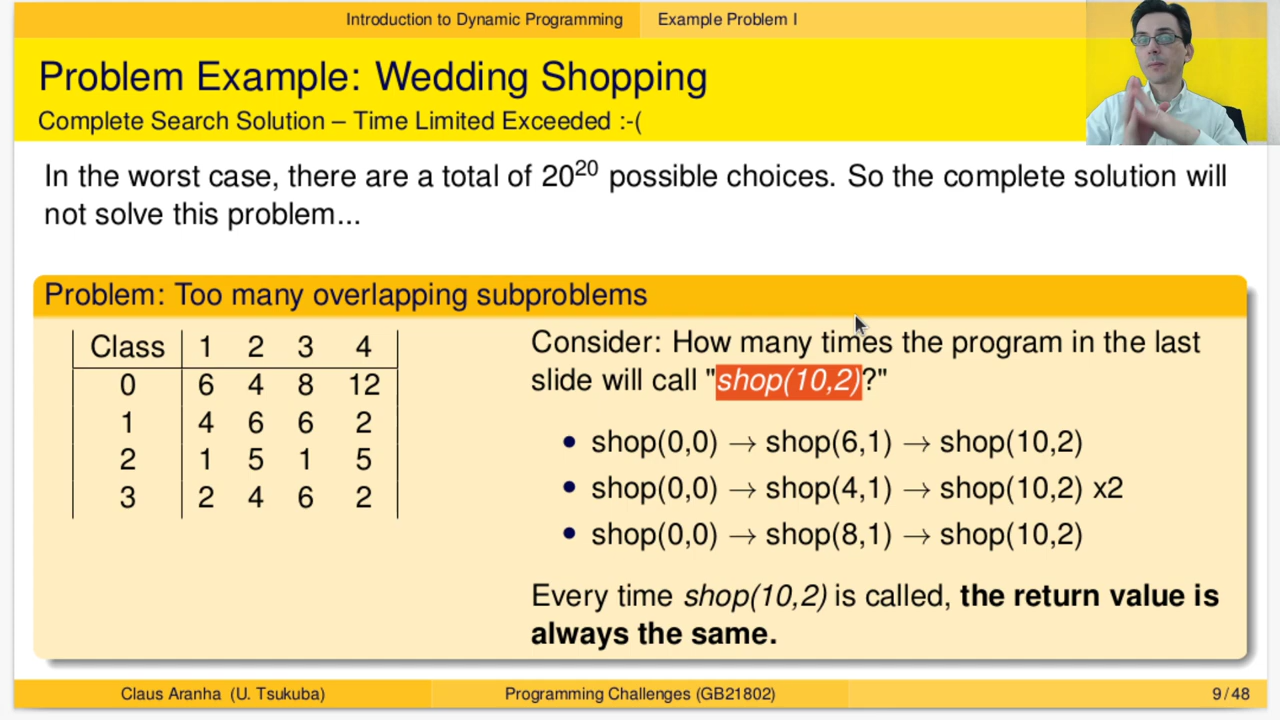 Introduction to Dynamic Programming Example Problem I
Problem Example: Wedding Shopping
Complete Search Solution – Time Limited Exceeded :-(
In the worst case, there are a total of 20^20 possible choices. So the complete solution will
not solve this problem...
Problem: Too many overlapping subproblems
Class 1 2 3 4
0 6 4 8 12
1 4 6 6 2
2 1 5 1 5
3 2 4 6 2
Consider: How many times the program in the last
slide will call "shop(10,2)?"
• shop(0,0) → shop(6,1) → shop(10,2)
• shop(0,0) → shop(4,1) → shop(10,2) x2
• shop(0,0) → shop(8,1) → shop(10,2)
Every time shop(10,2) is called, the return value is
always the same.
Claus Aranha (U. Tsukuba) Programming Challenges (GB21802) 9 / 48